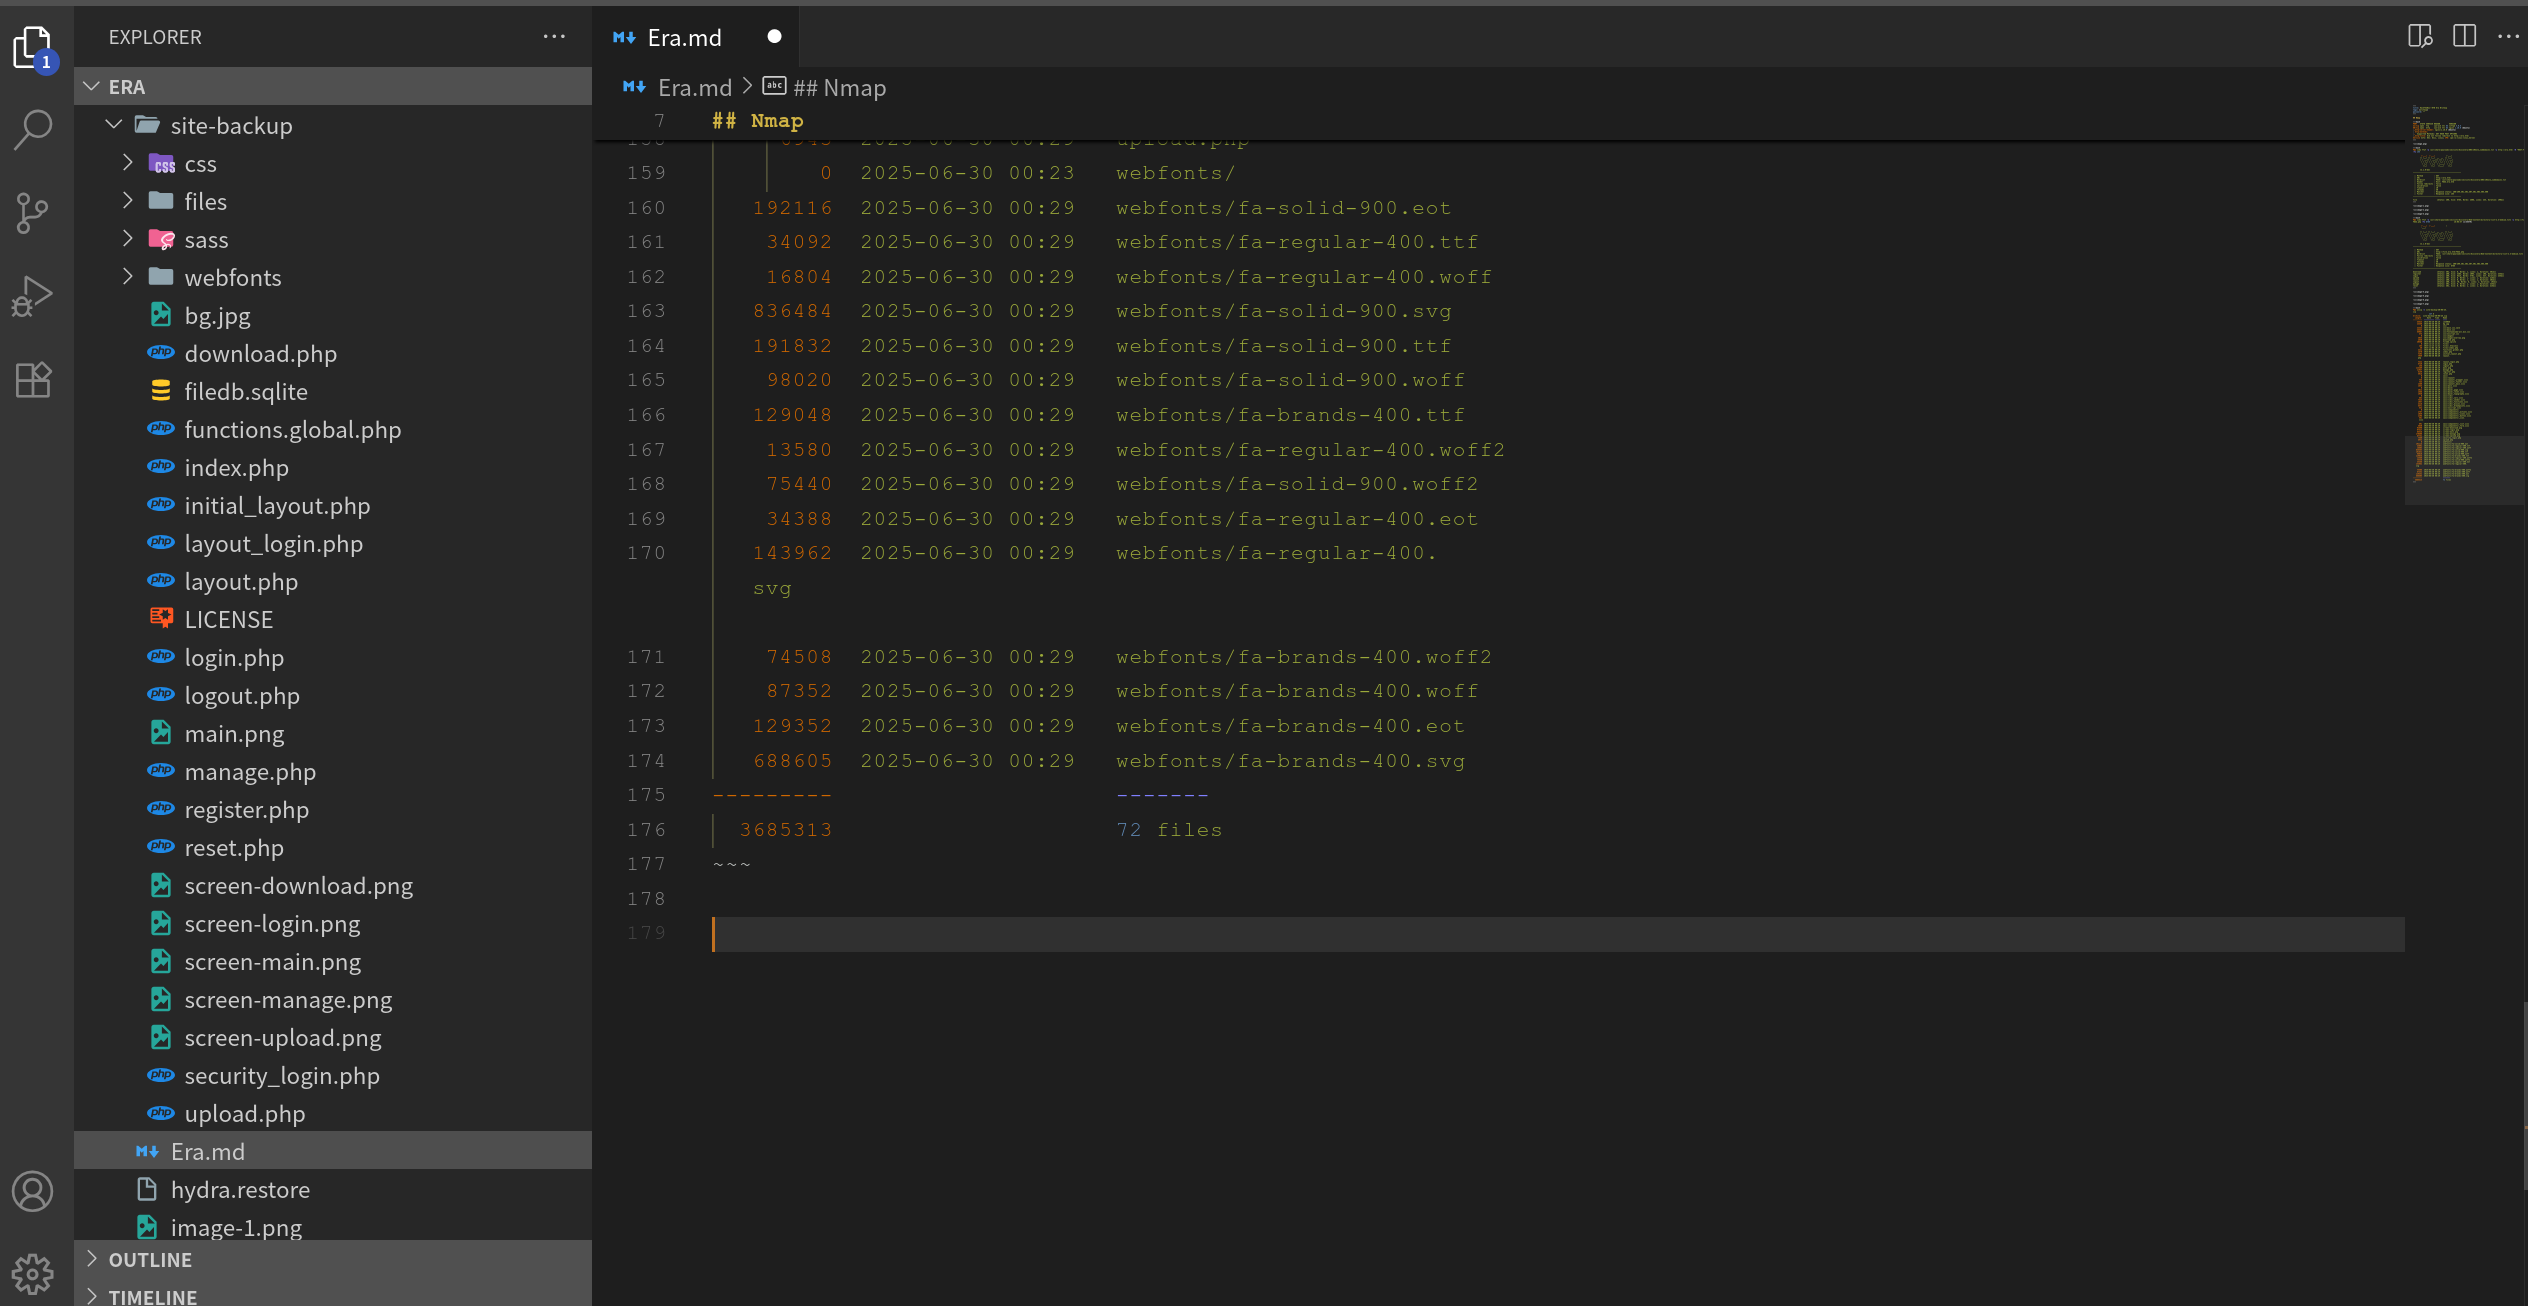 EXPLORER
1
ERA
site-backup
css
files
sass
webfonts
bg.jpg
download.php
filedb.sqlite
functions.global.php
index.php
initial_layout.php
layout_login.php
layout.php
LICENSE
login.php
logout.php
main.png
manage.php
register.php
reset.php
screen-download.png
screen-login.png
screen-main.png
screen-manage.png
screen-upload.png
security_login.php
upload.php
Era.md
hydra.restore
image-1.png
OUTLINE
TIMELINE
Era.md
Era.md > ## Nmap
7 ## Nmap
159 0 2025-06-30 00:23 webfonts/
160 192116 2025-06-30 00:29 webfonts/fa-solid-900.eot
161 34092 2025-06-30 00:29 webfonts/fa-regular-400.ttf
162 16804 2025-06-30 00:29 webfonts/fa-regular-400.woff
163 836484 2025-06-30 00:29 webfonts/fa-solid-900.svg
164 191832 2025-06-30 00:29 webfonts/fa-solid-900.ttf
165 98020 2025-06-30 00:29 webfonts/fa-solid-900.woff
166 129048 2025-06-30 00:29 webfonts/fa-brands-400.ttf
167 13580 2025-06-30 00:29 webfonts/fa-regular-400.woff2
168 75440 2025-06-30 00:29 webfonts/fa-solid-900.woff2
169 34388 2025-06-30 00:29 webfonts/fa-regular-400.eot
170 143962 2025-06-30 00:29 webfonts/fa-regular-400.
svg
171 74508 2025-06-30 00:29 webfonts/fa-brands-400.woff2
172 87352 2025-06-30 00:29 webfonts/fa-brands-400.woff
173 129352 2025-06-30 00:29 webfonts/fa-brands-400.eot
174 688605 2025-06-30 00:29 webfonts/fa-brands-400.svg
175 --------- -------
176 3685313 72 files
177 ~~~
178
179